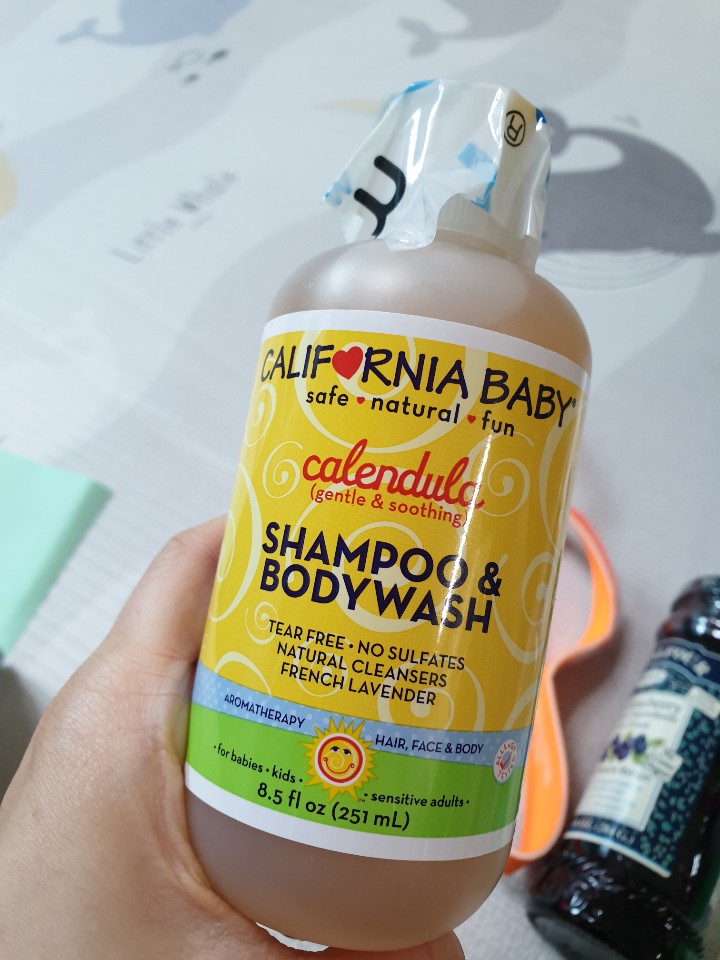 Little Whale
R
CALIFORNIA BABY®
safe • natural • fun
calendula
(gentle & soothing)
SHAMPOO &
BODYWASH
TEAR FREE • NO SULFATES
NATURAL CLEANSERS
FRENCH LAVENDER
AROMATHERAPY
HAIR, FACE & BODY
• for babies • kids •
sensitive adults •
8.5 fl oz (251 mL)